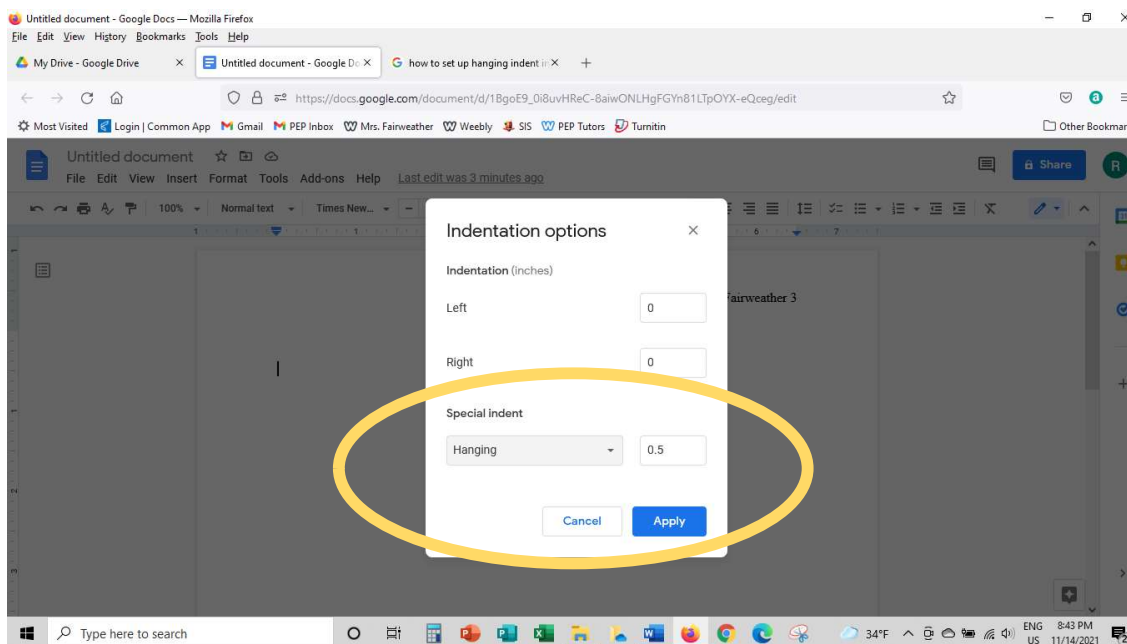 Untitled document - Google Docs — Mozilla Firefox
File Edit View History Bookmarks Tools Help
My Drive - Google Drive × Untitled document - Google Do × G how to set up hanging indent in × +
https://docs.google.com/document/d/1BgoE9_0i8uvHReC-8aiwONLHgFGYn81LTpOYX-eQceg/edit
Most Visited Login | Common App Gmail PEP Inbox Mrs. Fairweather Weebly SIS PEP Tutors Turnitin Other Bookmar
Untitled document
File Edit View Insert Format Tools Add-ons Help Last edit was 3 minutes ago
Share
R
100% Normal text Times New...
1 1 6 7
Indentation options ×
Indentation (inches)
Fairweather 3
Left 0
Right 0
Special indent
Hanging 0.5
Cancel Apply
Type here to search
34°F
ENG 8:43 PM
US 11/14/2021